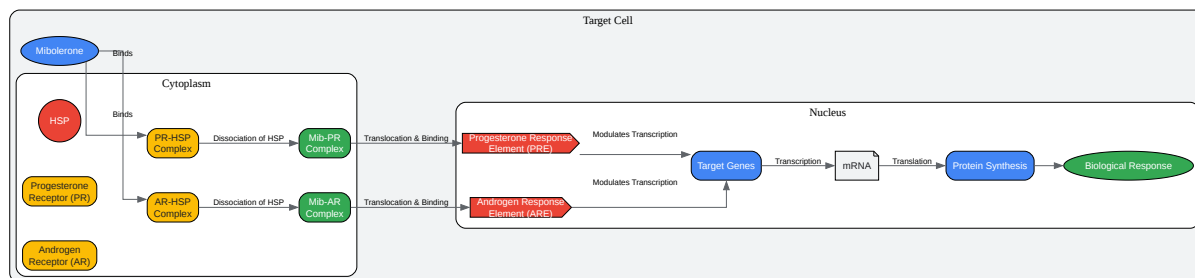 Target Cell
Mibolerone
Binds
Cytoplasm
HSP
Binds
PR-HSP
Complex
Dissociation of HSP
Mib-PR
Complex
Translocation & Binding
Progesterone
Receptor (PR)
AR-HSP
Complex
Dissociation of HSP
Mib-AR
Complex
Translocation & Binding
Androgen
Receptor (AR)
Nucleus
Progesterone Response
Element (PRE)
Modulates Transcription
Androgen Response
Element (ARE)
Modulates Transcription
Target Genes
Transcription
mRNA
Translation
Protein Synthesis
Biological Response